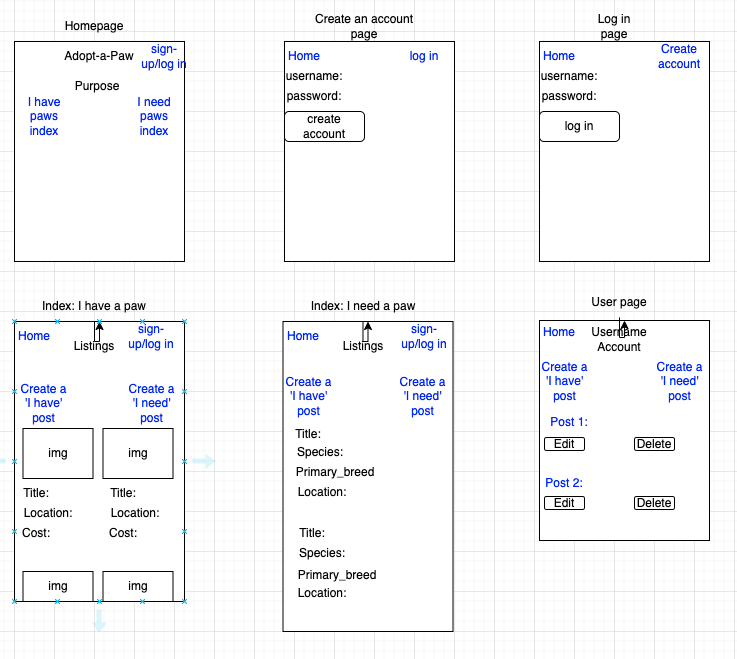 Homepage
Adopt-a-Paw
sign-
up/log in
Purpose
I have
paws
index
I need
paws
index
Create an account
page
Home
log in
username:
password:
create
account
Log in
page
Home
Create
account
username:
password:
log in
Index: I have a paw
Home
Listings
sign-
up/log in
Create a
'I have'
post
Create a
'I need'
post
img
img
Title:
Title:
Location:
Location:
Cost:
Cost:
img
img
Index: I need a paw
Home
Listings
sign-
up/log in
Create a
'I have'
post
Create a
'I need'
post
Title:
Species:
Primary_breed
Location:
Title:
Species:
Primary_breed
Location:
User page
Home
Username
Account
Create a
'I have'
post
Create a
'I need'
post
Post 1:
Edit
Delete
Post 2:
Edit
Delete